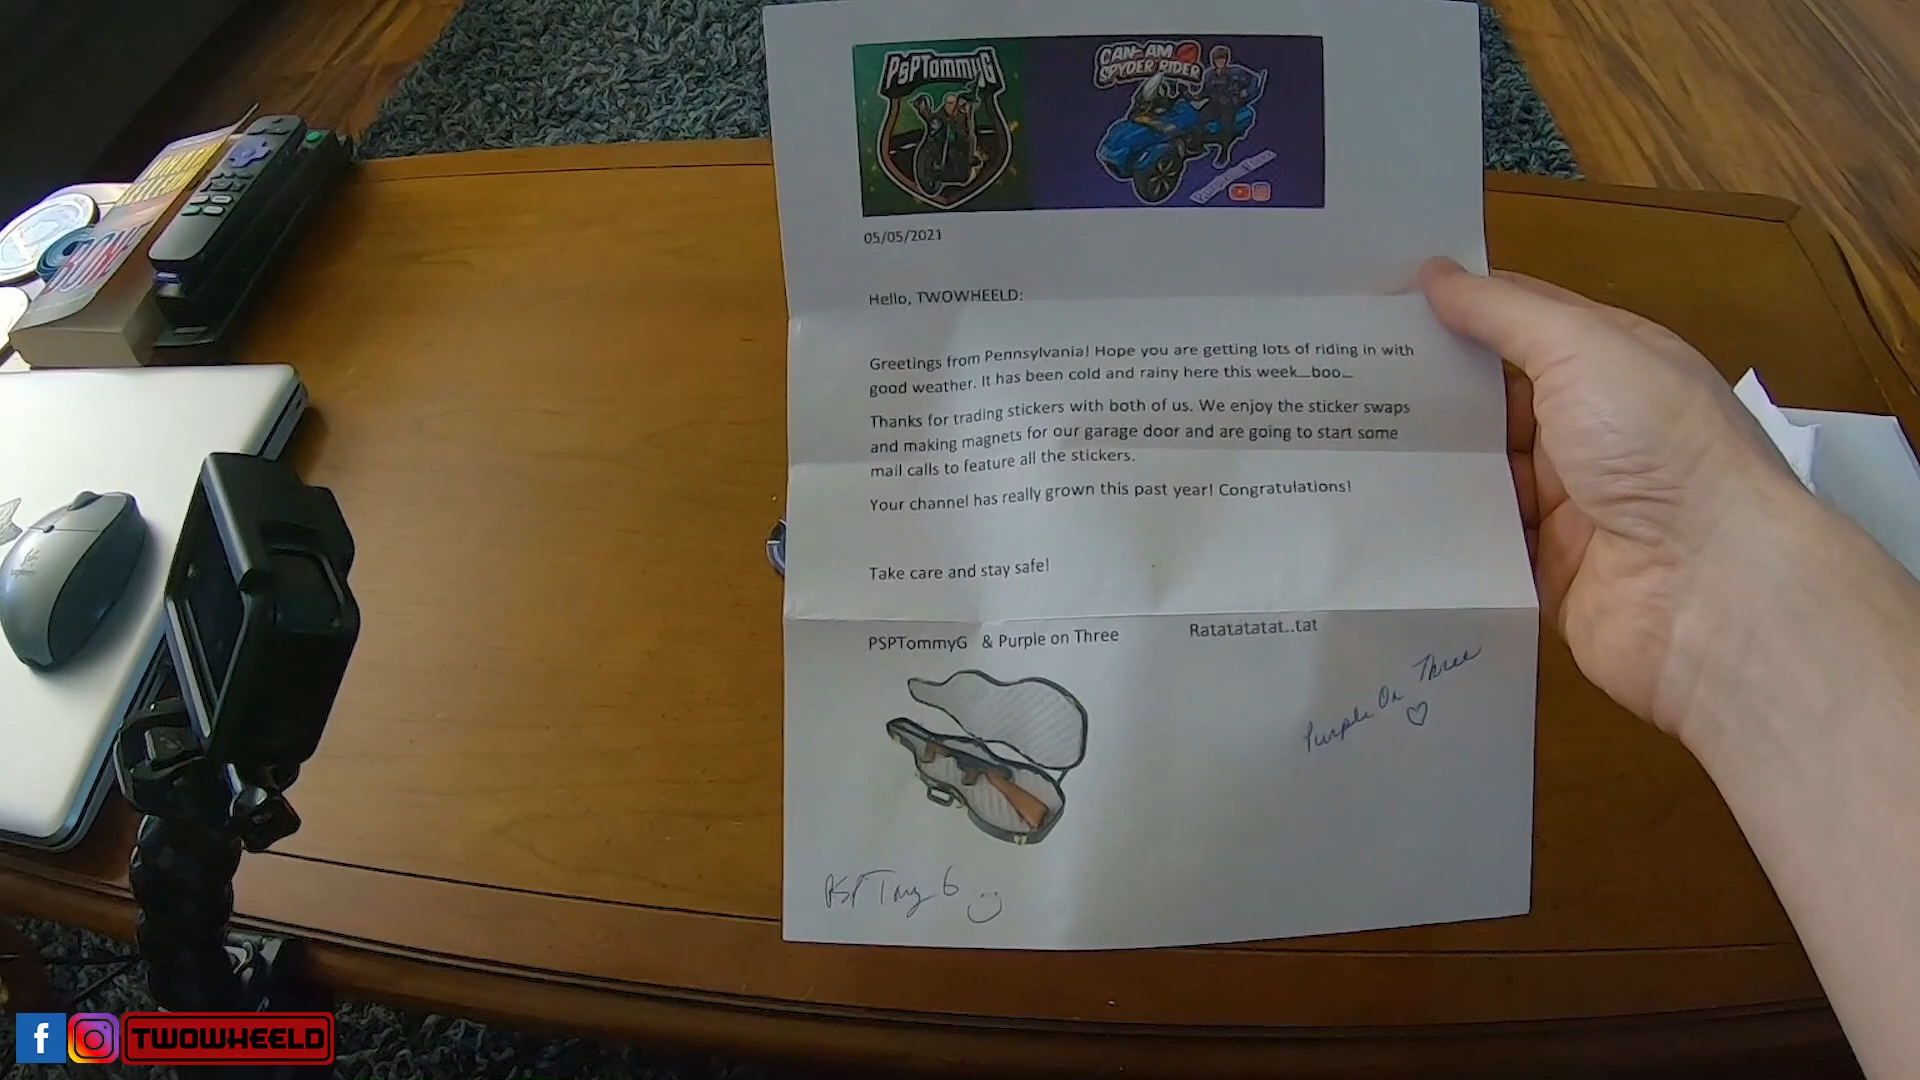 PSPTommyG
CAN-AM
SPYDER RIDER
05/05/2021
Hello, TWOWHEELD:
Greetings from Pennsylvania! Hope you are getting lots of riding in with
good weather. It has been cold and rainy here this week...boo...
Thanks for trading stickers with both of us. We enjoy the sticker swaps
and making magnets for our garage door and are going to start some
mail calls to feature all the stickers.
Your channel has really grown this past year! Congratulations!
Take care and stay safe!
PSPTommyG & Purple on Three Ratatatatat..tat
Purple On Three
PSPTmyG
TWOWHEELD